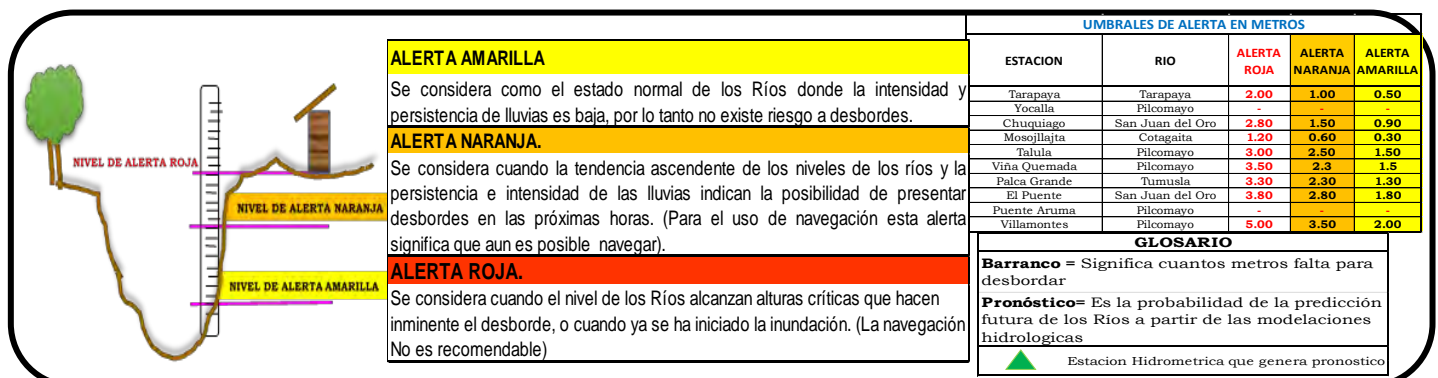 NIVEL DE ALERTA ROJA
NIVEL DE ALERTA NARANJA
NIVEL DE ALERTA AMARILLA
ALERTA AMARILLA
Se considera como el estado normal de los Ríos donde la intensidad y
persistencia de lluvias es baja, por lo tanto no existe riesgo a desbordes.
ALERTA NARANJA.
Se considera cuando la tendencia ascendente de los niveles de los ríos y la
persistencia e intensidad de las lluvias indican la posibilidad de presentar
desbordes en las próximas horas. (Para el uso de navegación esta alerta
significa que aun es posible navegar).
ALERTA ROJA.
Se considera cuando el nivel de los Ríos alcanzan alturas críticas que hacen
inminente el desborde, o cuando ya se ha iniciado la inundación. (La navegación
No es recomendable)
UMBRALES DE ALERTA EN METROS
ESTACION RIO ALERTA ROJA ALERTA NARANJA ALERTA AMARILLA
Tarapaya Tarapaya 2.00 1.00 0.50
Yocalla Pilcomayo - - -
Chuquiago San Juan del Oro 2.80 1.50 0.90
Mosojllajta Cotagaita 1.20 0.60 0.30
Talula Pilcomayo 3.00 2.50 1.50
Viña Quemada Pilcomayo 3.50 2.3 1.5
Palca Grande Tumusla 3.30 2.30 1.30
El Puente San Juan del Oro 3.80 2.80 1.80
Puente Aruma Pilcomayo - - -
Villamontes Pilcomayo 5.00 3.50 2.00
GLOSARIO
Barranco = Significa cuantos metros falta para
desbordar
Pronóstico= Es la probabilidad de la predicción
futura de los Ríos a partir de las modelaciones
hidrologicas
Estacion Hidrometrica que genera pronostico